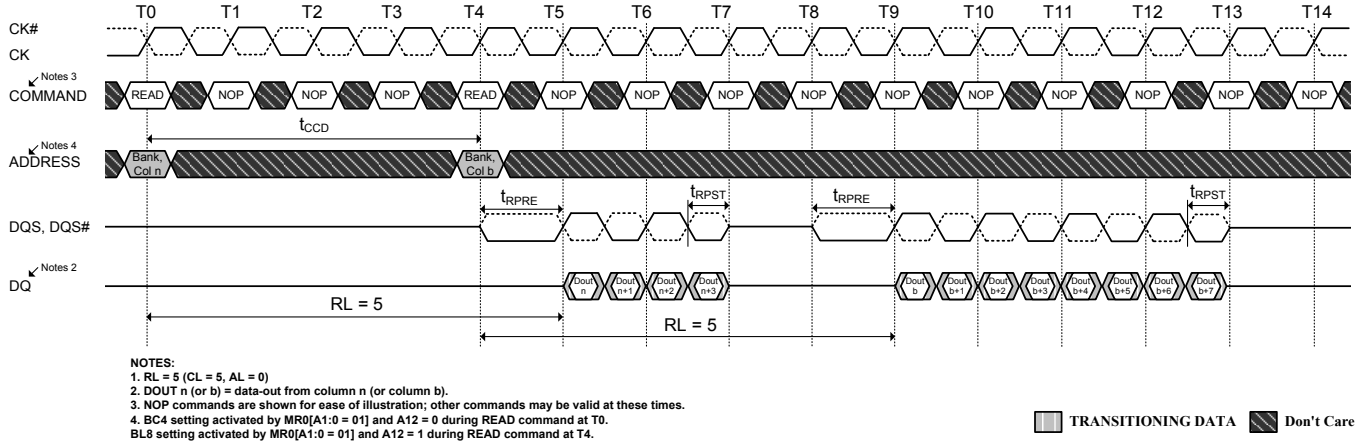 T0 T1 T2 T3 T4 T5 T6 T7 T8 T9 T10 T11 T12 T13 T14
CK#
CK
Notes 3
COMMAND READ NOP NOP NOP READ NOP NOP NOP NOP NOP NOP NOP NOP NOP NOP
tCCD
Notes 4
ADDRESS
Bank, Col n
Bank, Col b
tRPRE tRPST tRPRE tRPST
DQS, DQS#
Notes 2
DQ
Dout n
Dout n+1
Dout n+2
Dout n+3
Dout b
Dout b+1
Dout b+2
Dout b+3
Dout b+4
Dout b+5
Dout b+6
Dout b+7
RL = 5
RL = 5
NOTES:
1. RL = 5 (CL = 5, AL = 0)
2. DOUT n (or b) = data-out from column n (or column b).
3. NOP commands are shown for ease of illustration; other commands may be valid at these times.
4. BC4 setting activated by MR0[A1:0 = 01] and A12 = 0 during READ command at T0.
BL8 setting activated by MR0[A1:0 = 01] and A12 = 1 during READ command at T4.
TRANSITIONING DATA Don't Care